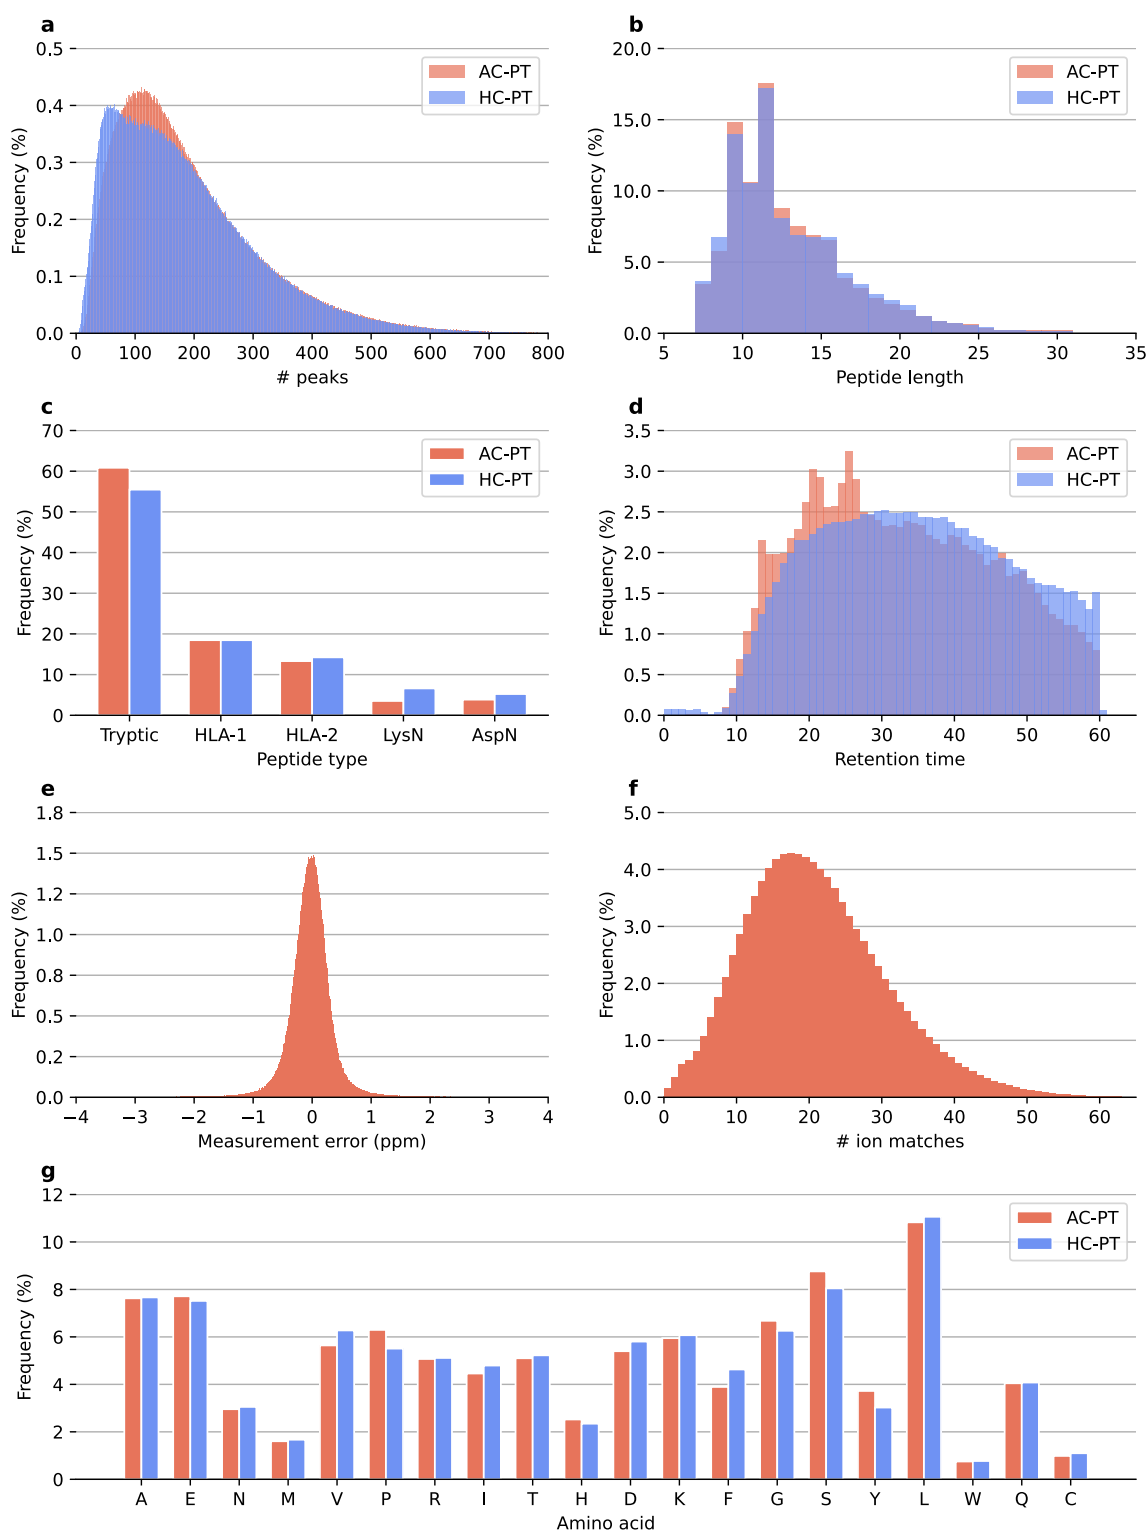 a
0.5
0.4
0.3
0.2
0.1
0.0
Frequency (%)
AC-PT
HC-PT
0 100 200 300 400 500 600 700 800
# peaks
b
20.0
15.0
10.0
5.0
0.0
Frequency (%)
AC-PT
HC-PT
5 10 15 20 25 30 35
Peptide length
c
70
60
50
40
30
20
10
0
Frequency (%)
AC-PT
HC-PT
Tryptic HLA-1 HLA-2 LysN AspN
Peptide type
d
3.5
3.0
2.5
2.0
1.5
1.0
0.5
0.0
Frequency (%)
AC-PT
HC-PT
0 10 20 30 40 50 60
Retention time
e
1.8
1.5
1.2
1.0
0.8
0.5
0.2
0.0
Frequency (%)
−4 −3 −2 −1 0 1 2 3 4
Measurement error (ppm)
f
5.0
4.0
3.0
2.0
1.0
0.0
Frequency (%)
0 10 20 30 40 50 60
# ion matches
g
12
10
8
6
4
2
0
Frequency (%)
AC-PT
HC-PT
A E N M V P R I T H D K F G S Y L W Q C
Amino acid